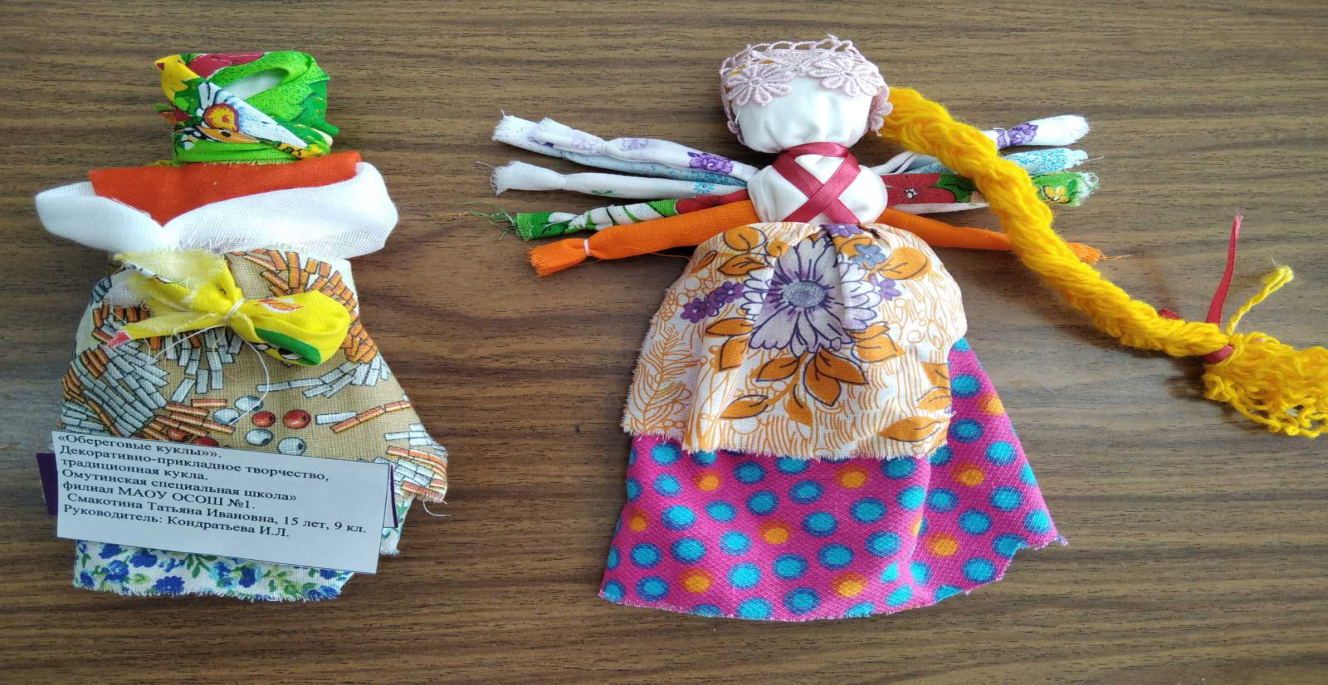 «Обереговые куклы»».
Декоративно-прикладное творчество,
традиционная кукла.
Омутинская специальная школа»
филиал МАОУ ОСОШ №1.
Смакотина Татьяна Ивановна, 15 лет, 9 кл.
Руководитель: Кондратьева И.Л.